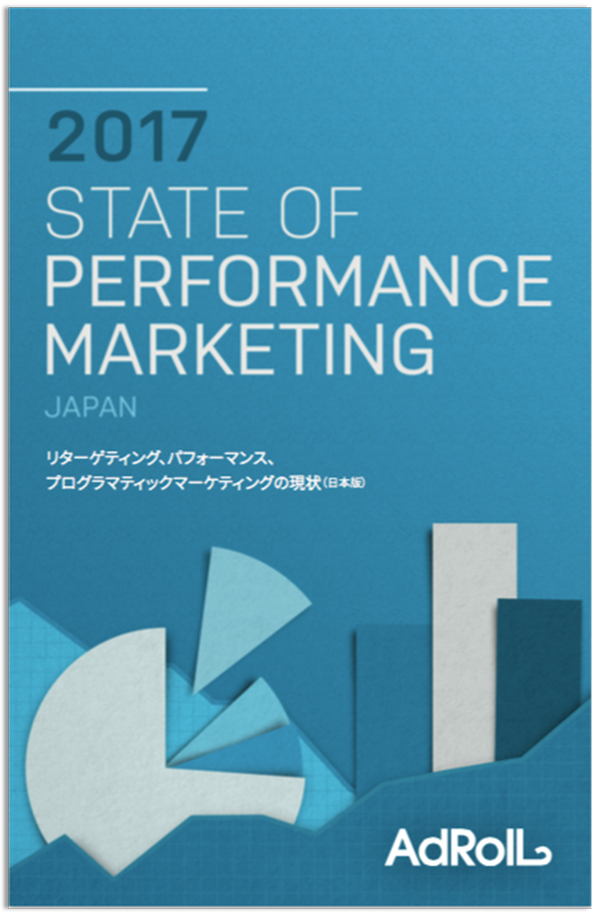 2017
STATE OF
PERFORMANCE
MARKETING
JAPAN
リターゲティング、パフォーマンス、
プログラマティックマーケティングの現状(日本版)
AdRoll